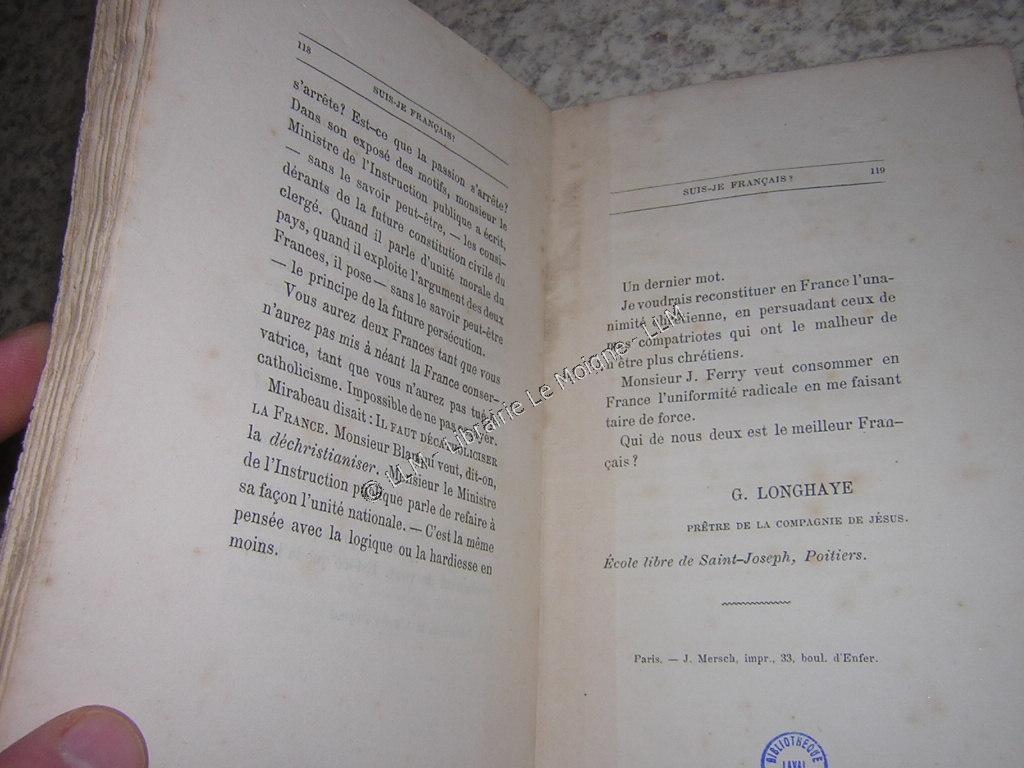 118
SUIS-JE FRANÇAIS?
s'arrête? Est-ce que la passion s'arrête?
Dans son exposé des motifs, monsieur le
Ministre de l'Instruction publique a écrit,
— sans le savoir peut-être, — les consi-
dérants de la future constitution civile du
clergé. Quand il parle d'unité morale du
pays, quand il exploite l'argument des deux
Frances, il pose — sans le savoir peut-être
— le principe de la future persécution.
Vous aurez deux Frances tant que vous
n'aurez pas mis à néant la France conser-
vatrice, tant que vous n'aurez pas tué le
catholicisme. Impossible de ne pas
Mirabeau disait : IL FAUT DÉCATHOLICISER
LA FRANCE. Monsieur Blanqui veut, dit-on,
la déchristianiser. Monsieur le Ministre
de l'Instruction publique parle de refaire à
sa façon l'unité nationale. — C'est la même
pensée avec la logique ou la hardiesse en
moins.
SUIS-JE FRANÇAIS?
119
Un dernier mot.
Je voudrais reconstituer en France l'una-
nimité chrétienne, en persuadant ceux de
mes compatriotes qui ont le malheur de
n'être plus chrétiens.
Monsieur J. Ferry veut consommer en
France l'uniformité radicale en me faisant
taire de force.
Qui de nous deux est le meilleur Fran-
çais?
G. LONGHAYE
PRÊTRE DE LA COMPAGNIE DE JÉSUS.
École libre de Saint-Joseph, Poitiers.
Paris. — J. Mersch, impr., 33, boul. d'Enfer.
BIBLIOTHEQUE
LAVAL
@ LLM - Librairie Le Moigne - LLM